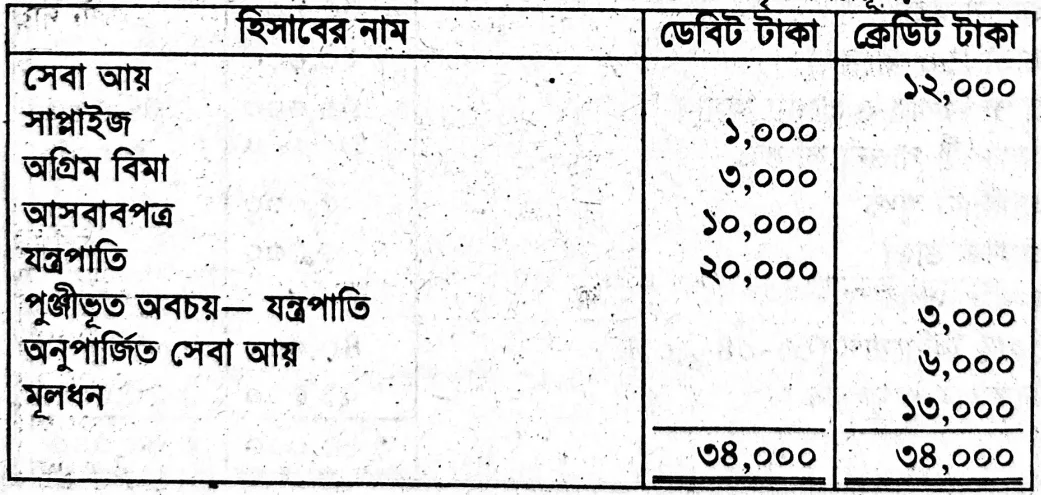 হিসাবের নাম ডেবিট টাকা ক্রেডিট টাকা
সেবা আয় ১২,০০০
সাপ্লাইজ ১,০০০
অগ্রিম বিমা ৩,০০০
আসবাবপত্র ১০,০০০
যন্ত্রপাতি ২০,০০০
পুঞ্জীভূত অবচয়— যন্ত্রপাতি ৩,০০০
অনুপার্জিত সেবা আয় ৬,০০০
মূলধন ১৩,০০০
৩৪,০০০ ৩৪,০০০